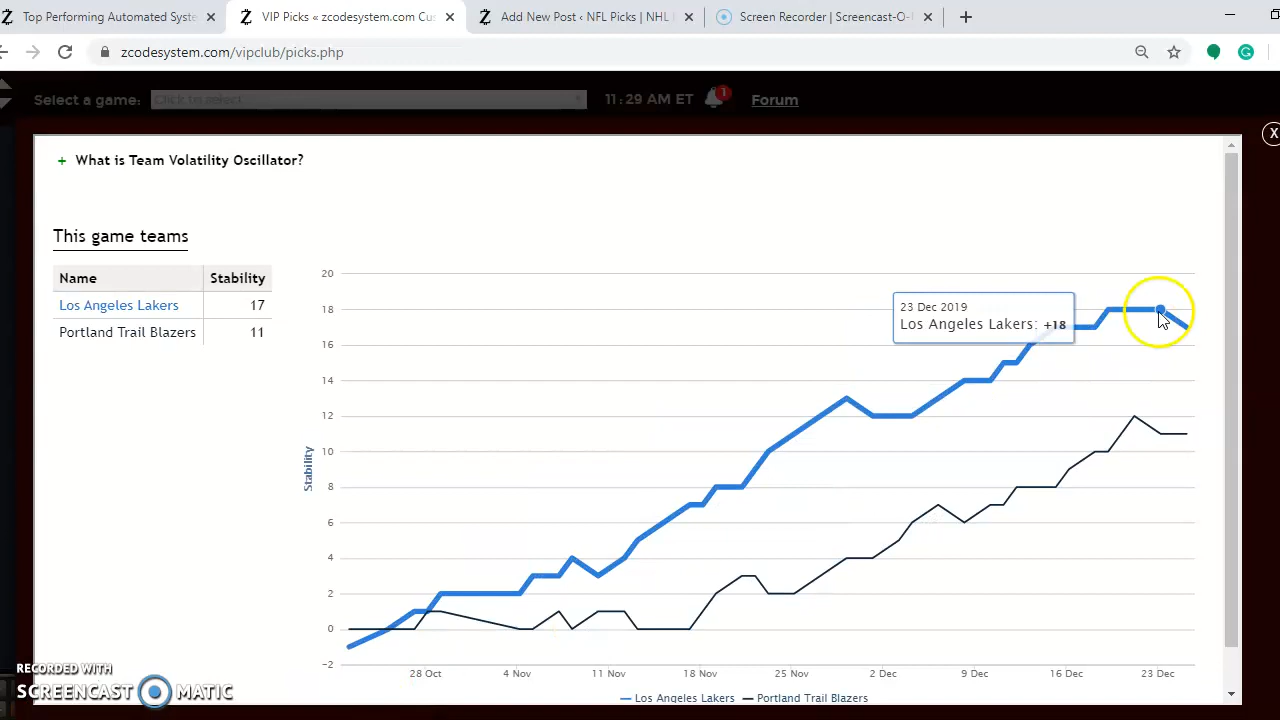 Top Performing Automated Syste
VIP Picks « zcodesystem.com Cus
Add New Post ‹ NFL Picks | NHL
Screen Recorder | Screencast-O-
zcodesystem.com/vipclub/picks.php
Select a game:
Click to select
11:29 AM ET
1
Forum
X
+ What is Team Volatility Oscillator?
This game teams
Name Stability
Los Angeles Lakers 17
Portland Trail Blazers 11
20
18
16
14
12
10
8
6
4
2
0
-2
Stability
23 Dec 2019
Los Angeles Lakers: +18
28 Oct 4 Nov 11 Nov 18 Nov 25 Nov 2 Dec 9 Dec 16 Dec 23 Dec
Los Angeles Lakers Portland Trail Blazers
RECORDED WITH
SCREENCAST MATIC